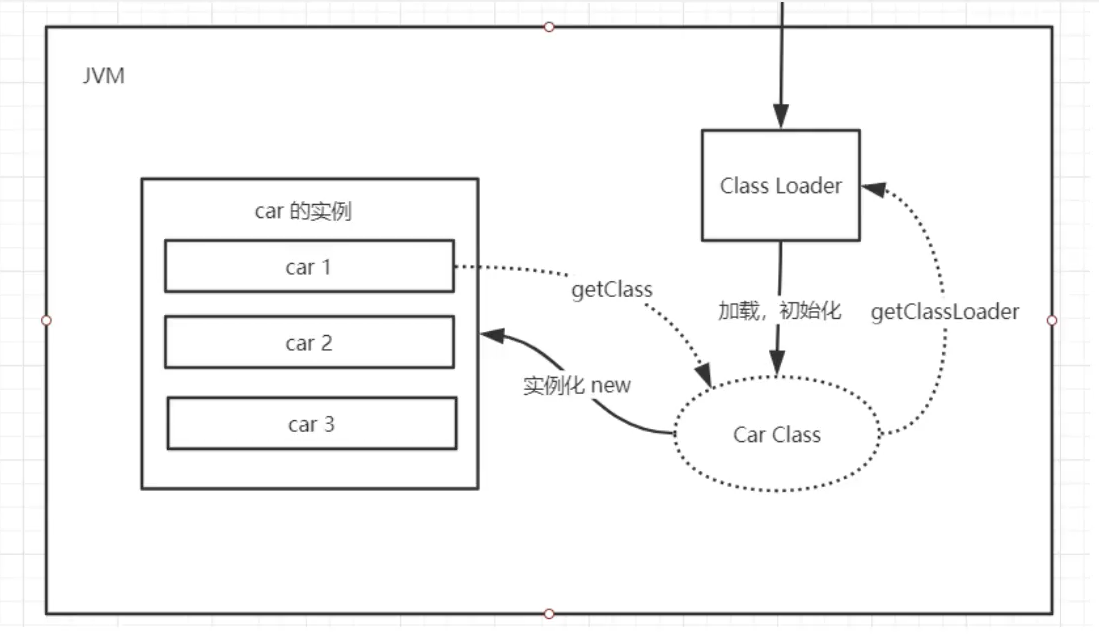 JVM
Class Loader
car 的实例
car 1
getClass
加载，初始化
getClassLoader
car 2
实例化 new
car 3
Car Class